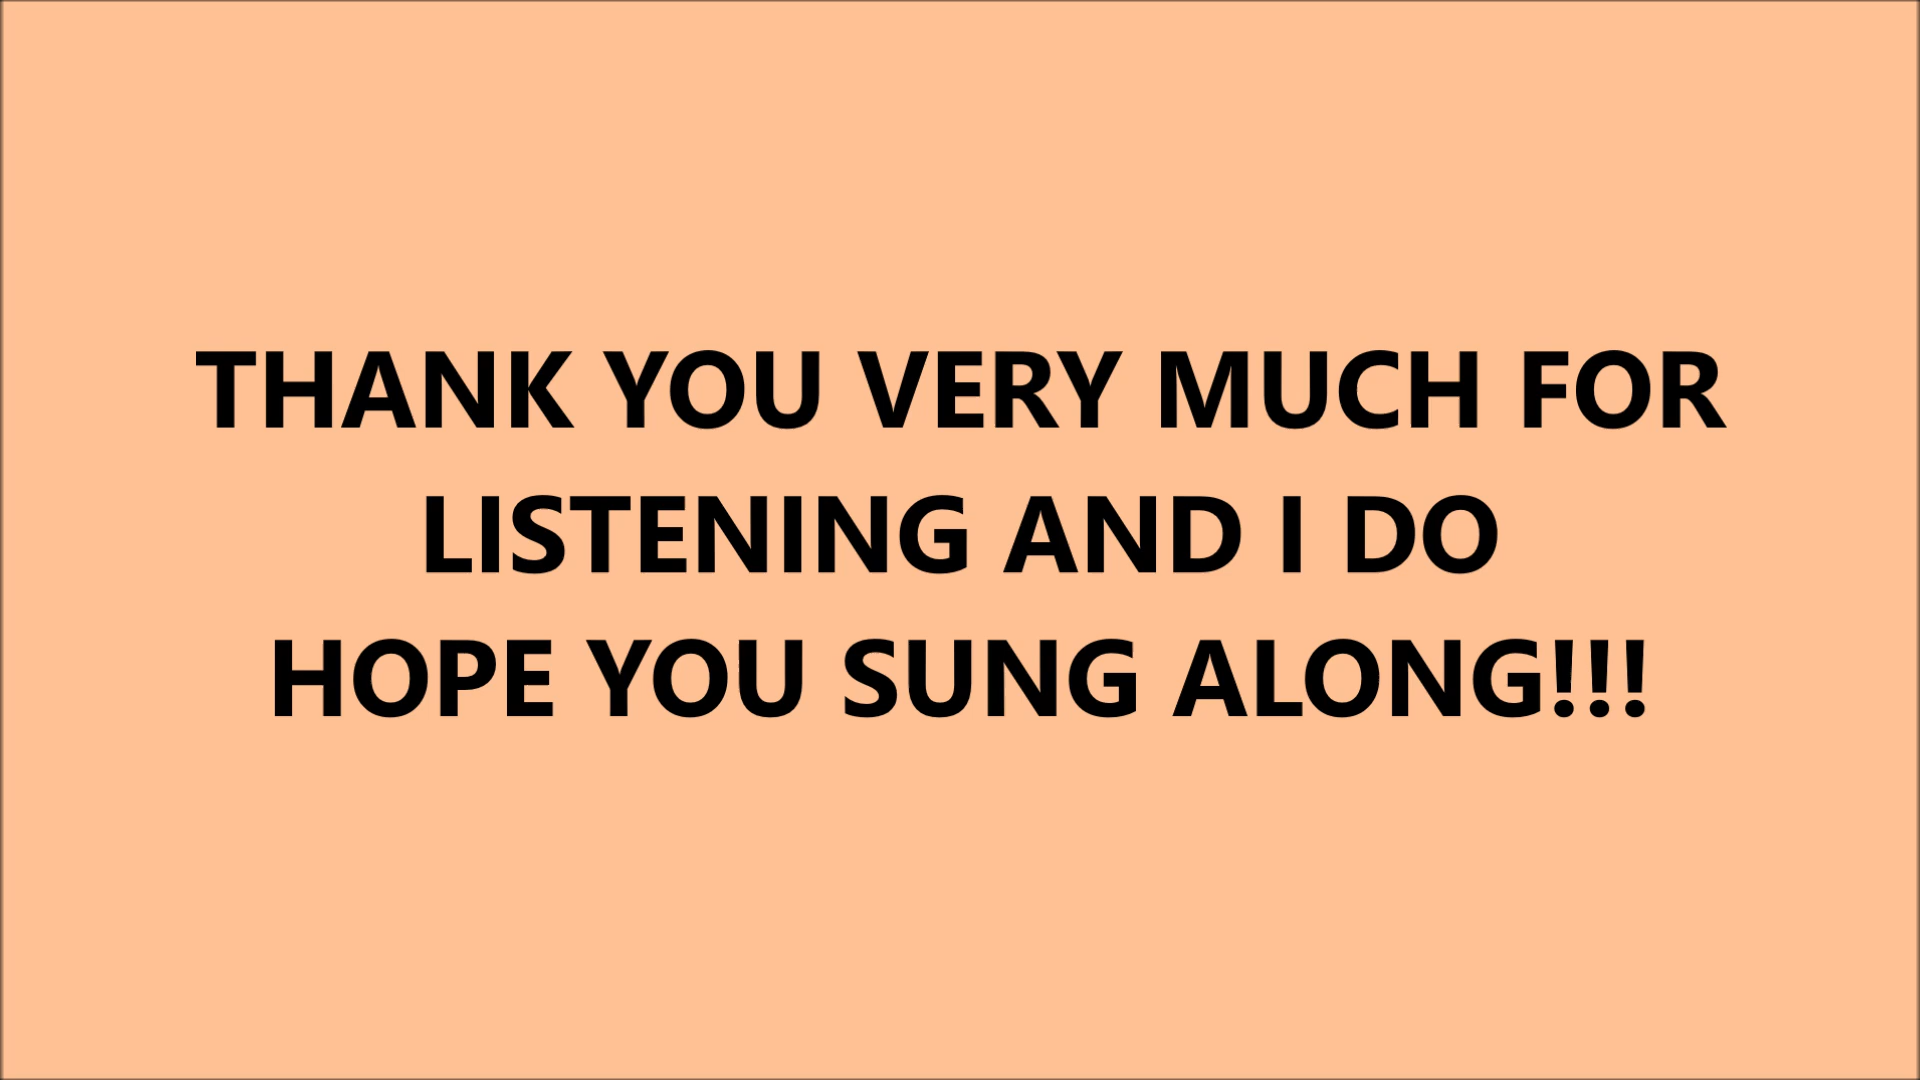 THANK YOU VERY MUCH FOR
LISTENING AND I DO
HOPE YOU SUNG ALONG!!!